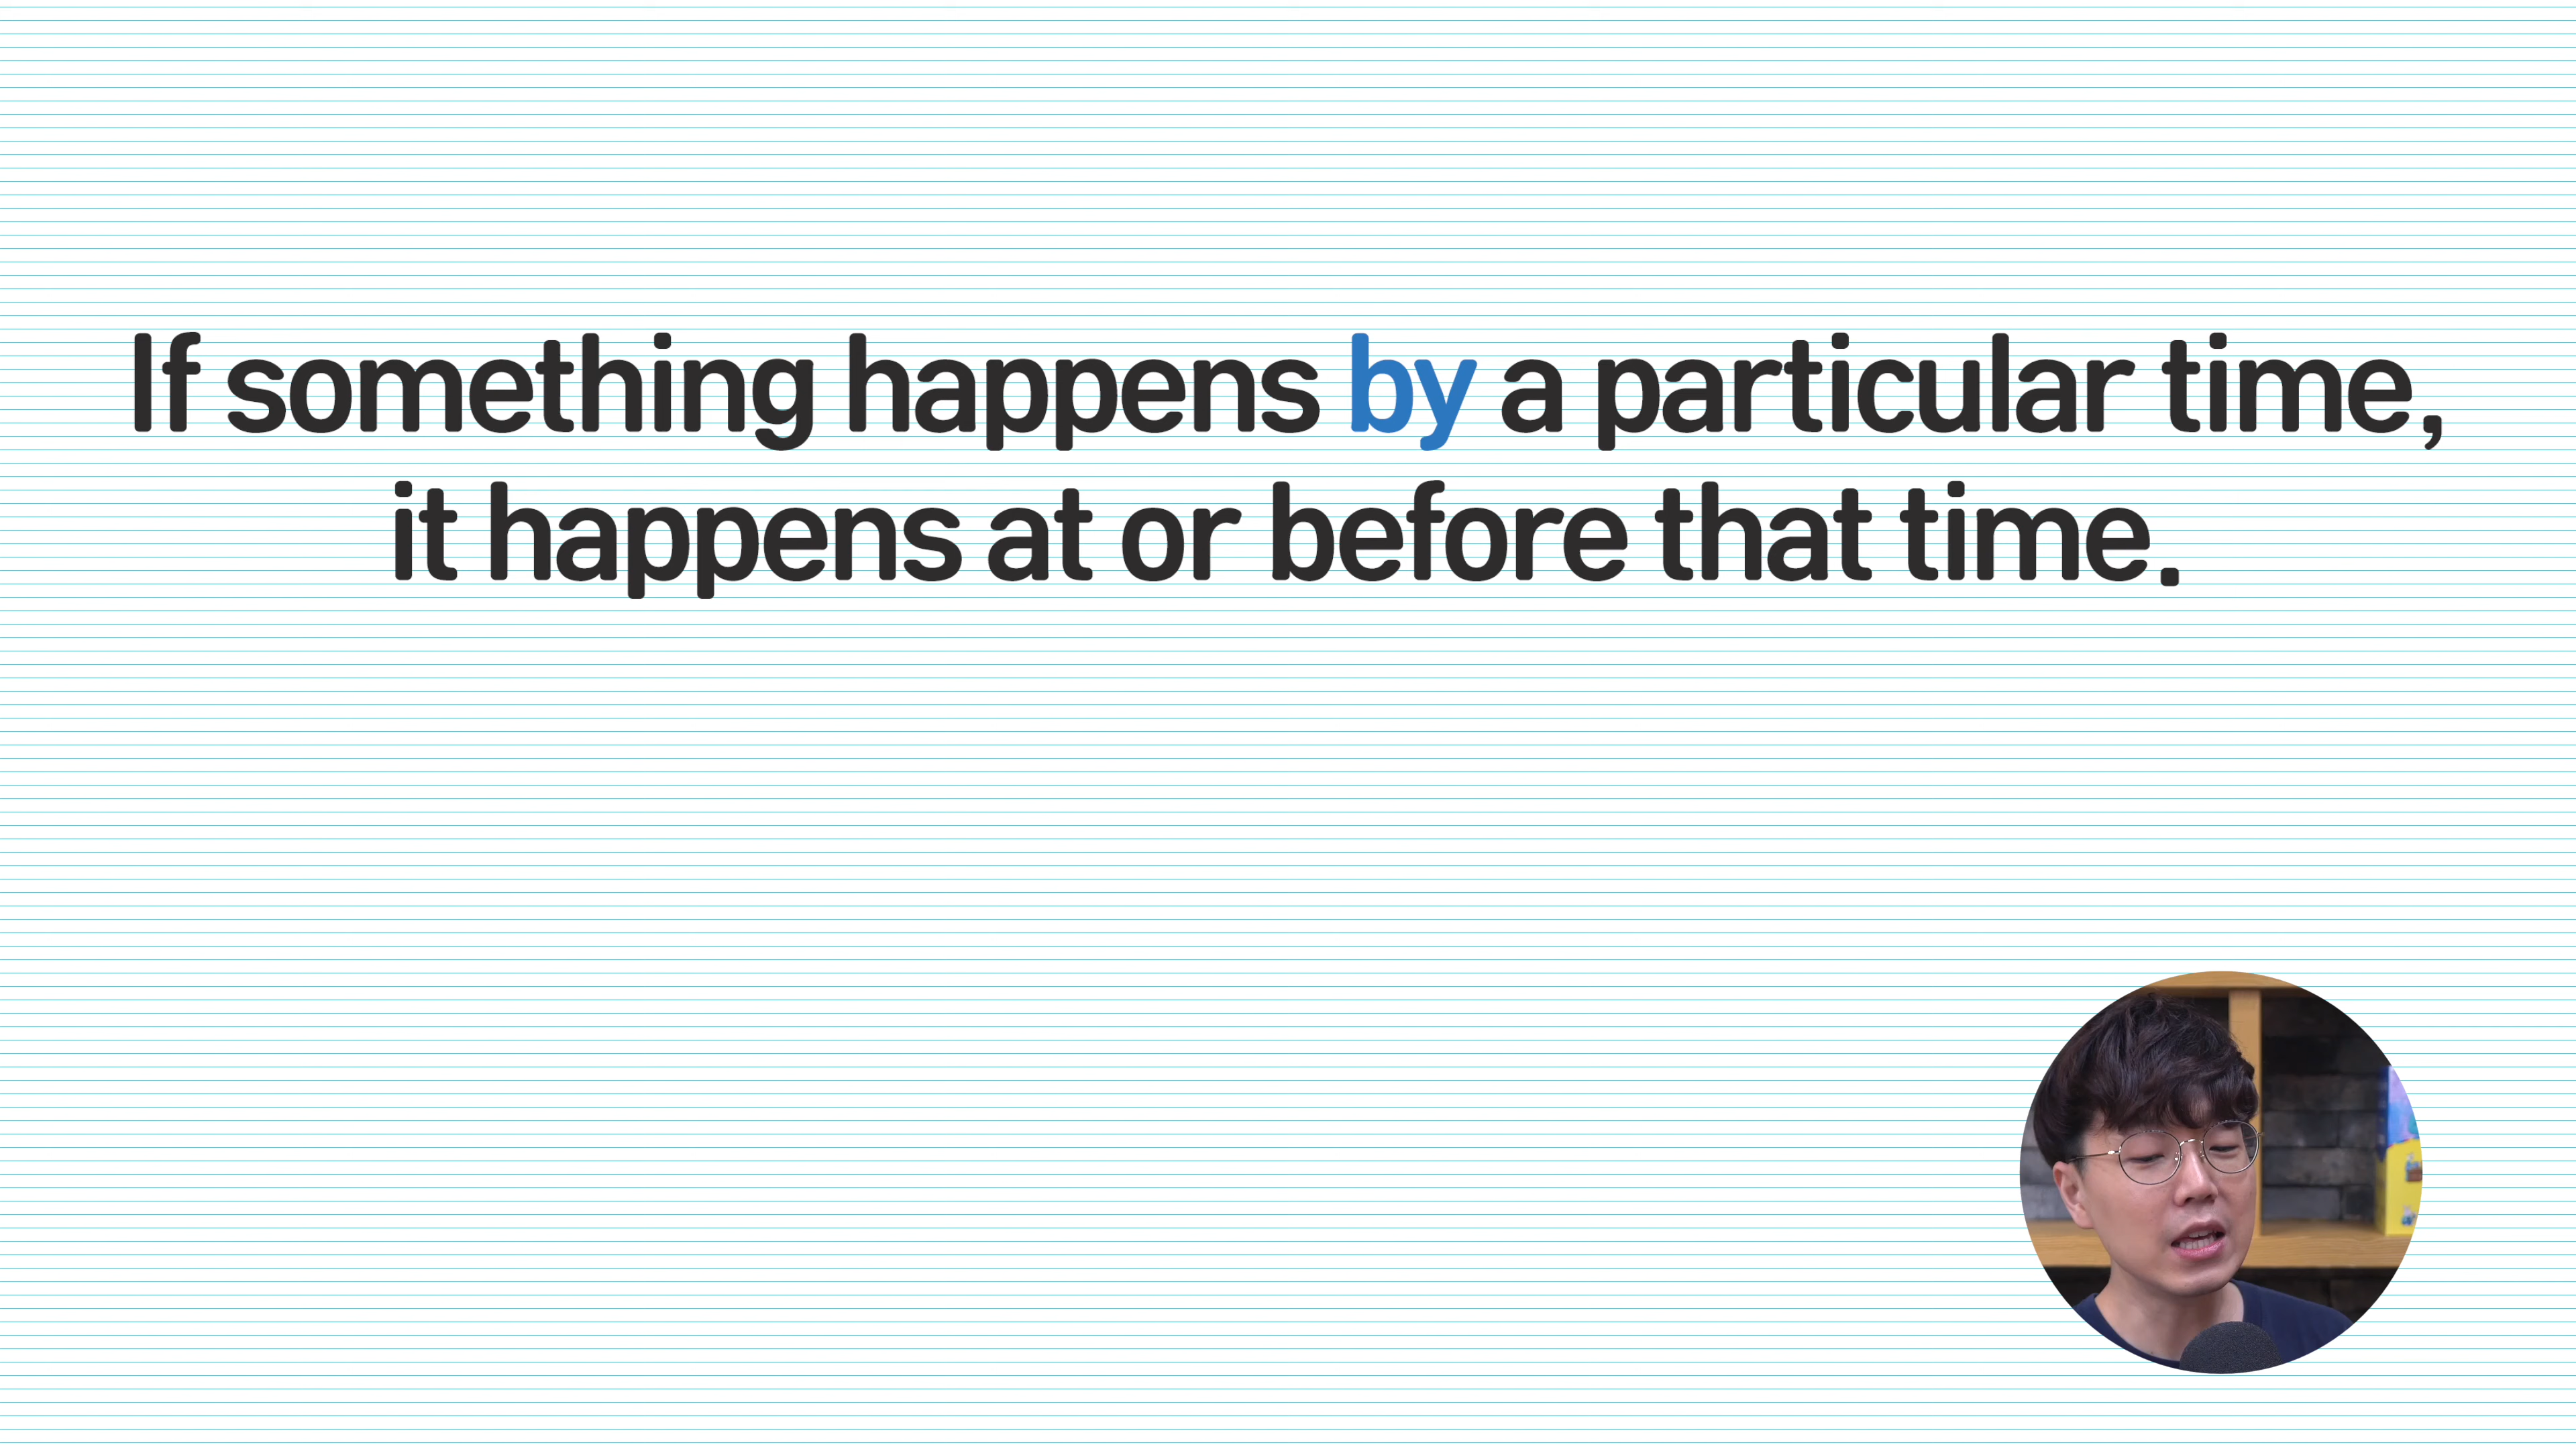 If something happens by a particular time,
it happens at or before that time.